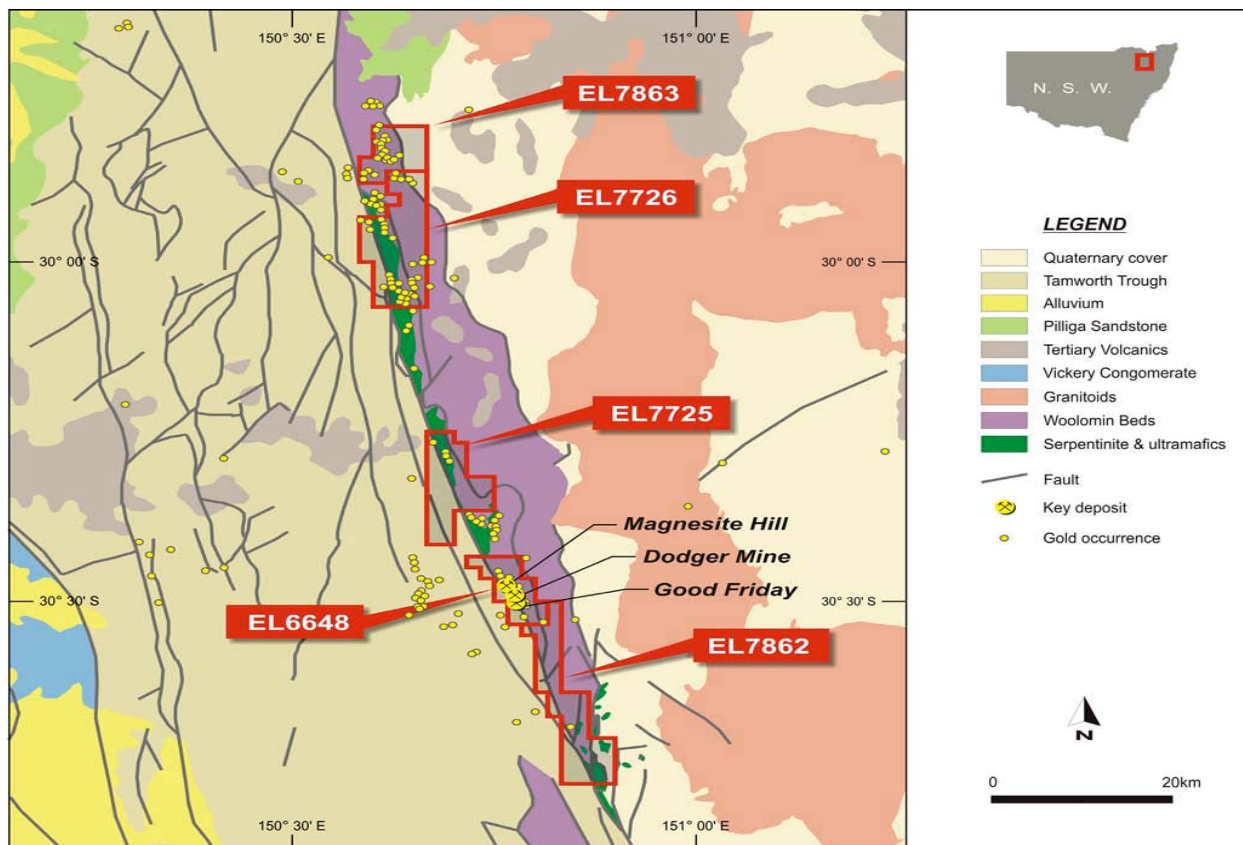 150° 30' E
151° 00' E
EL7863
EL7726
30° 00' S
30° 00' S
EL7725
Magnesite Hill
Dodger Mine
Good Friday
30° 30' S
30° 30' S
EL6648
EL7862
150° 30' E
151° 00' E
N. S. W.
LEGEND
Quaternary cover
Tamworth Trough
Alluvium
Pilliga Sandstone
Tertiary Volcanics
Vickery Congomerate
Granitoids
Woolomin Beds
Serpentinite & ultramafics
Fault
Key deposit
Gold occurrence
N
0 20km